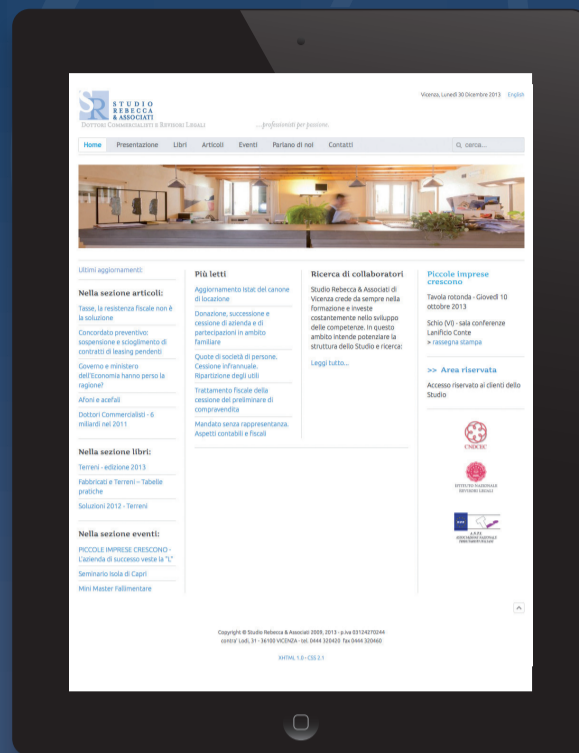 Vicenza, Lunedì 30 Dicembre 2013 English
SR
STUDIO
REBECCA
& ASSOCIATI
DOTTORI COMMERCIALISTI E REVISORI LEGALI
...professionisti per passione.
Home Presentazione Libri Articoli Eventi Parlano di noi Contatti
cerca...
Ultimi aggiornamenti:
Nella sezione articoli:
Tasse, la resistenza fiscale non è
la soluzione
Concordato preventivo:
sospensione e scioglimento di
contratti di leasing pendenti
Governo e ministero
dell'Economia hanno perso la
ragione?
Afoni e acefali
Dottori Commercialisti - 6
miliardi nel 2011
Nella sezione libri:
Terreni - edizione 2013
Fabbricati e Terreni – Tabelle
pratiche
Soluzioni 2012 - Terreni
Nella sezione eventi:
PICCOLE IMPRESE CRESCONO -
L'azienda di successo veste la "L"
Seminario Isola di Capri
Mini Master Fallimentare
Più letti
Aggiornamento Istat del canone
di locazione
Donazione, successione e
cessione di azienda e di
partecipazioni in ambito
familiare
Quote di società di persone.
Cessione infrannuale.
Ripartizione degli utili
Trattamento fiscale della
cessione del preliminare di
compravendita
Mandato senza rappresentanza.
Aspetti contabili e fiscali
Ricerca di collaboratori
Studio Rebecca & Associati di
Vicenza crede da sempre nella
formazione e investe
costantemente nello sviluppo
delle competenze. In questo
ambito intende potenziare la
struttura dello Studio e ricerca:
Leggi tutto...
Piccole imprese
crescono
Tavola rotonda - Giovedì 10
ottobre 2013
Schio (VI) - sala conferenze
Lanificio Conte
> rassegna stampa
>> Area riservata
Accesso riservato ai clienti dello
Studio
CNDCEC
ISTITUTO NAZIONALE
REVISORI LEGALI
Copyright © Studio Rebecca & Associati 2009, 2013 - p.iva 03124270244
contra' Lodi, 31 - 36100 VICENZA - tel. 0444 320420 fax 0444 320460
XHTML 1.0 - CSS 2.1